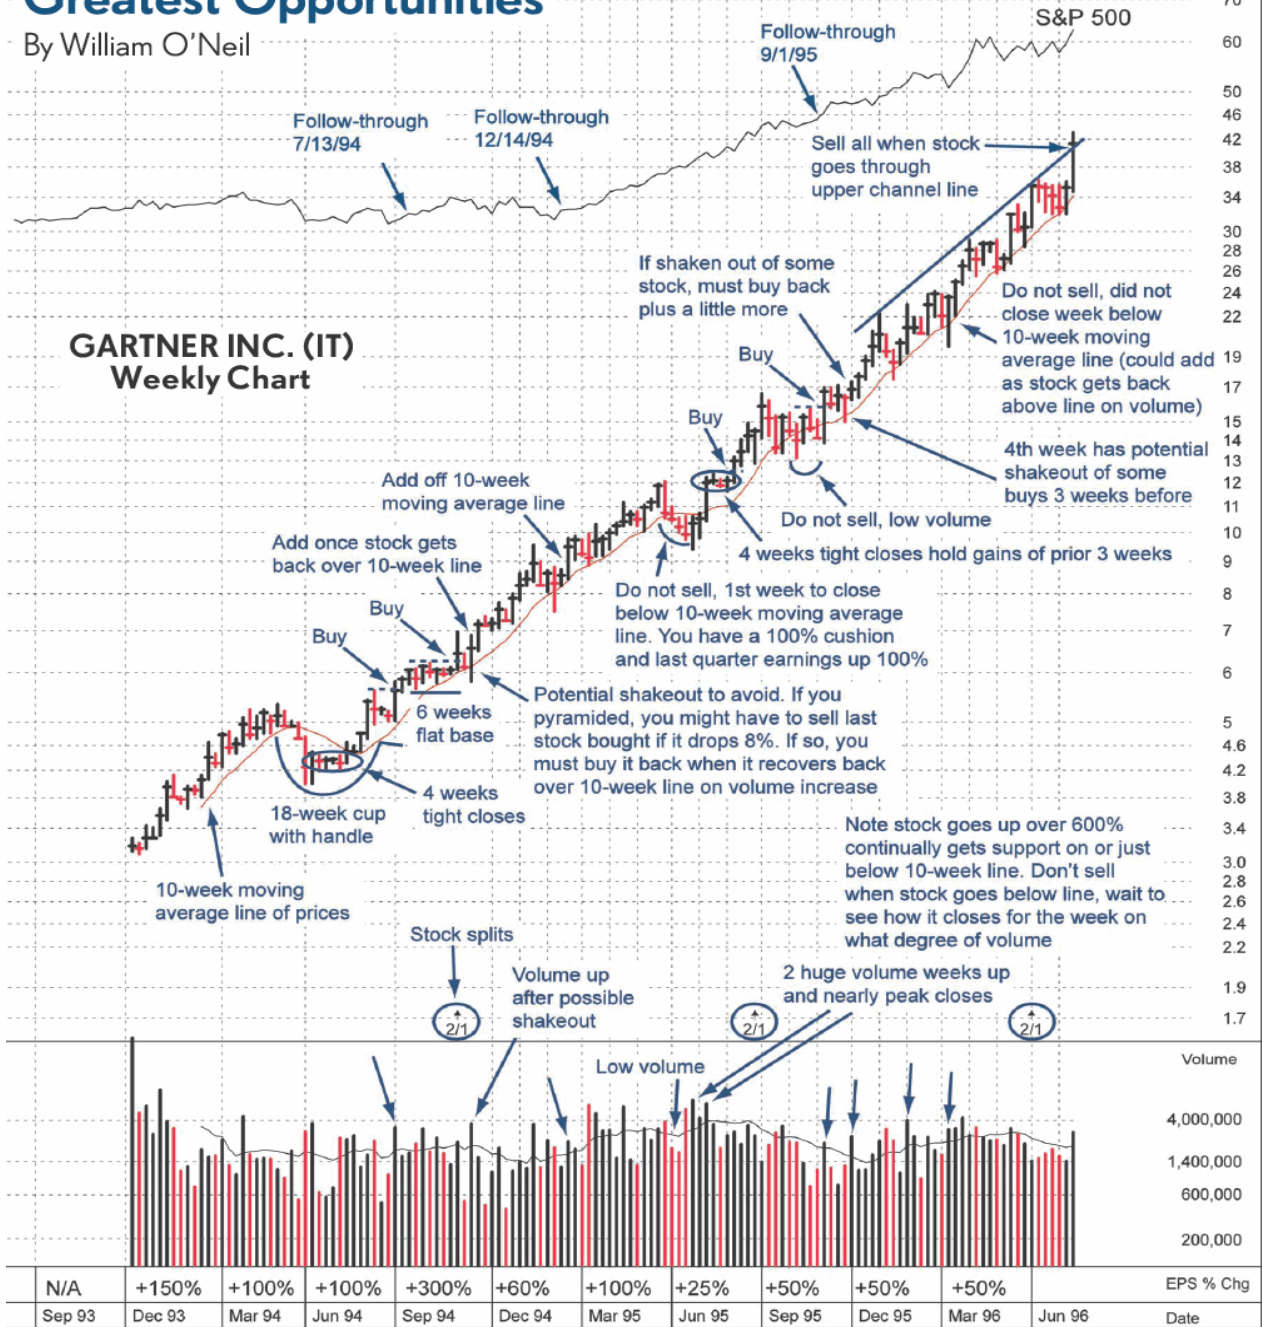 Greatest Opportunities
By William O'Neil
S&P 500
70
60
50
46
42
38
34
30
28
26
24
22
19
17
15
14
13
12
11
10
9
8
7
6
5
4.6
4.2
3.8
3.4
3.0
2.8
2.6
2.4
2.2
1.9
1.7
Follow-through
9/1/95
Follow-through
7/13/94
Follow-through
12/14/94
Sell all when stock
goes through
upper channel line
If shaken out of some
stock, must buy back
plus a little more
Do not sell, did not
close week below
10-week moving
average line (could add
as stock gets back
above line on volume)
GARTNER INC. (IT)
Weekly Chart
Buy
Buy
4th week has potential
shakeout of some
buys 3 weeks before
Add off 10-week
moving average line
Do not sell, low volume
Add once stock gets
back over 10-week line
4 weeks tight closes hold gains of prior 3 weeks
Do not sell, 1st week to close
below 10-week moving average
line. You have a 100% cushion
and last quarter earnings up 100%
Buy
Buy
Potential shakeout to avoid. If you
pyramided, you might have to sell last
stock bought if it drops 8%. If so, you
must buy it back when it recovers back
over 10-week line on volume increase
6 weeks
flat base
4 weeks
tight closes
18-week cup
with handle
10-week moving
average line of prices
Note stock goes up over 600%
continually gets support on or just
below 10-week line. Don't sell
when stock goes below line, wait to
see how it closes for the week on
what degree of volume
Stock splits
Volume up
after possible
shakeout
2 huge volume weeks up
and nearly peak closes
2/1
2/1
2/1
Low volume
Volume
4,000,000
1,400,000
600,000
200,000
N/A +150% +100% +100% +300% +60% +100% +25% +50% +50% +50% EPS % Chg
Sep 93 Dec 93 Mar 94 Jun 94 Sep 94 Dec 94 Mar 95 Jun 95 Sep 95 Dec 95 Mar 96 Jun 96 Date